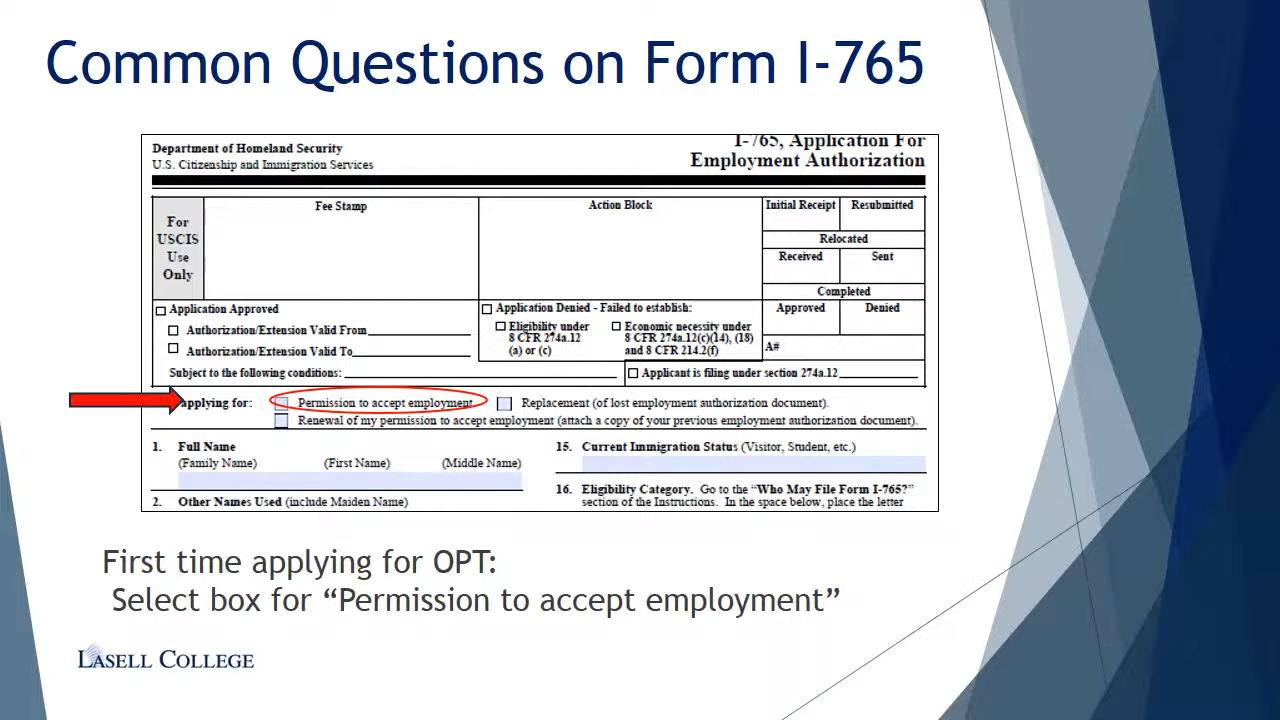 Common Questions on Form I-765
Department of Homeland Security
U.S. Citizenship and Immigration Services
I-765, Application For
Employment Authorization
For
USCIS
Use
Only
Fee Stamp
Action Block
Initial Receipt
Resubmitted
Relocated
Received
Sent
Completed
Approved
Denied
A#
Application Approved
Authorization/Extension Valid From
Authorization/Extension Valid To
Subject to the following conditions:
Application Denied - Failed to establish:
Eligibility under
8 CFR 274a.12
(a) or (c)
Economic necessity under
8 CFR 274a.12(c)(14), (18)
and 8 CFR 214.2(f)
Applicant is filing under section 274a.12
applying for:
Permission to accept employment.
Replacement (of lost employment authorization document).
Renewal of my permission to accept employment (attach a copy of your previous employment authorization document).
1. Full Name
(Family Name) (First Name) (Middle Name)
2. Other Names Used (include Maiden Name)
15. Current Immigration Status (Visitor, Student, etc.)
16. Eligibility Category. Go to the “Who May File Form I-765?”
section of the Instructions. In the space below, place the letter
First time applying for OPT:
Select box for “Permission to accept employment”
LASELL COLLEGE